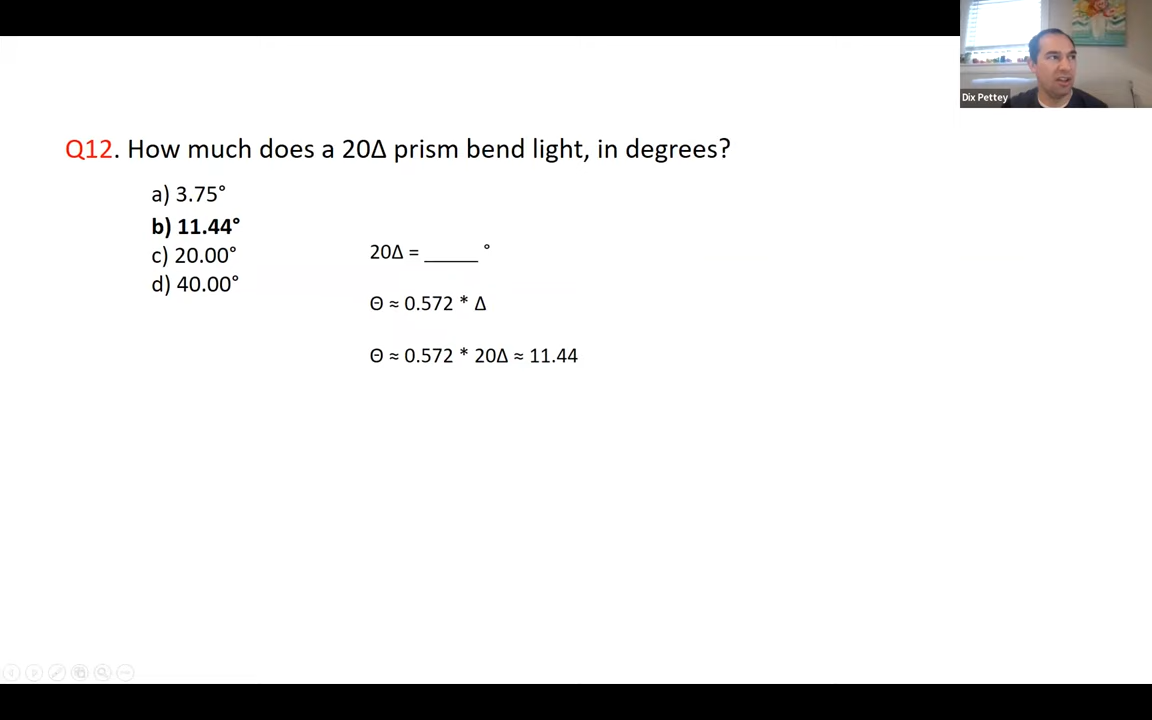 Dix Pettey
Q12. How much does a 20Δ prism bend light, in degrees?
a) 3.75°
b) 11.44°
c) 20.00°
d) 40.00°
20Δ = _____ °
Θ ≈ 0.572 * Δ
Θ ≈ 0.572 * 20Δ ≈ 11.44